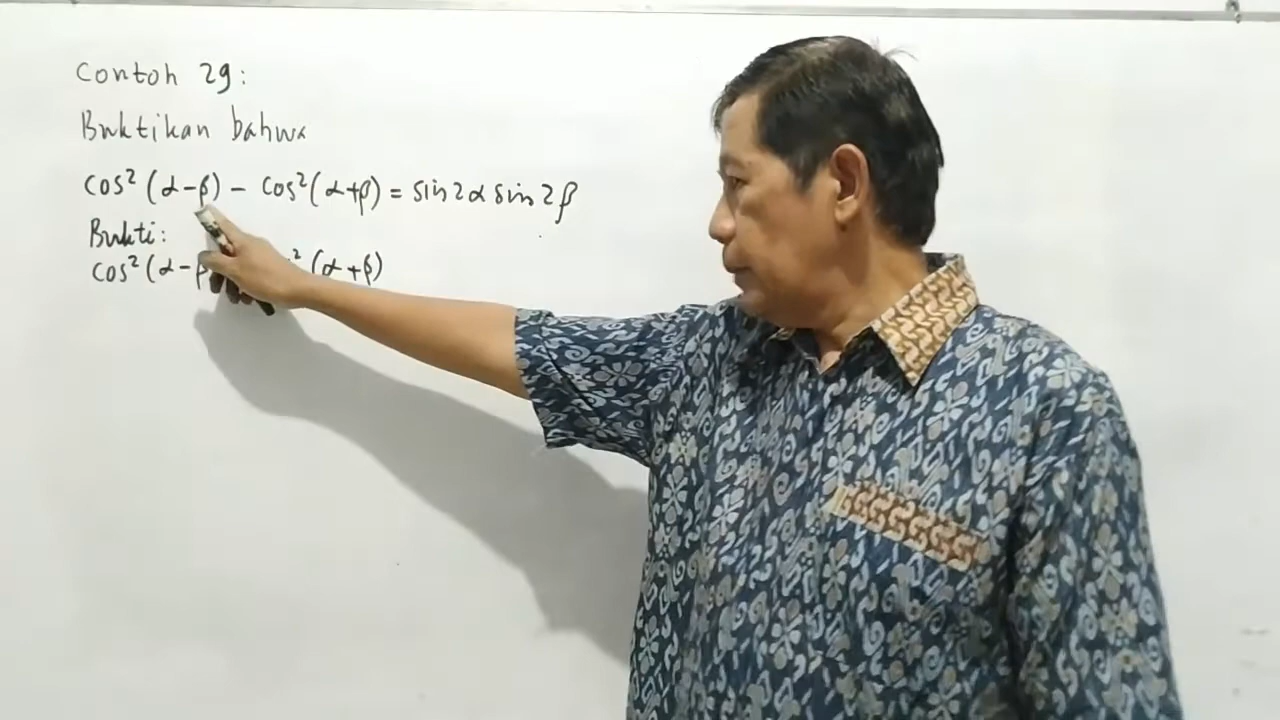 Contoh 29:
Buktikan bahwa
cos² (α-β) - cos² (α+β) = sin 2α sin 2β
Bukti:
cos² (α-β ² (α+β)